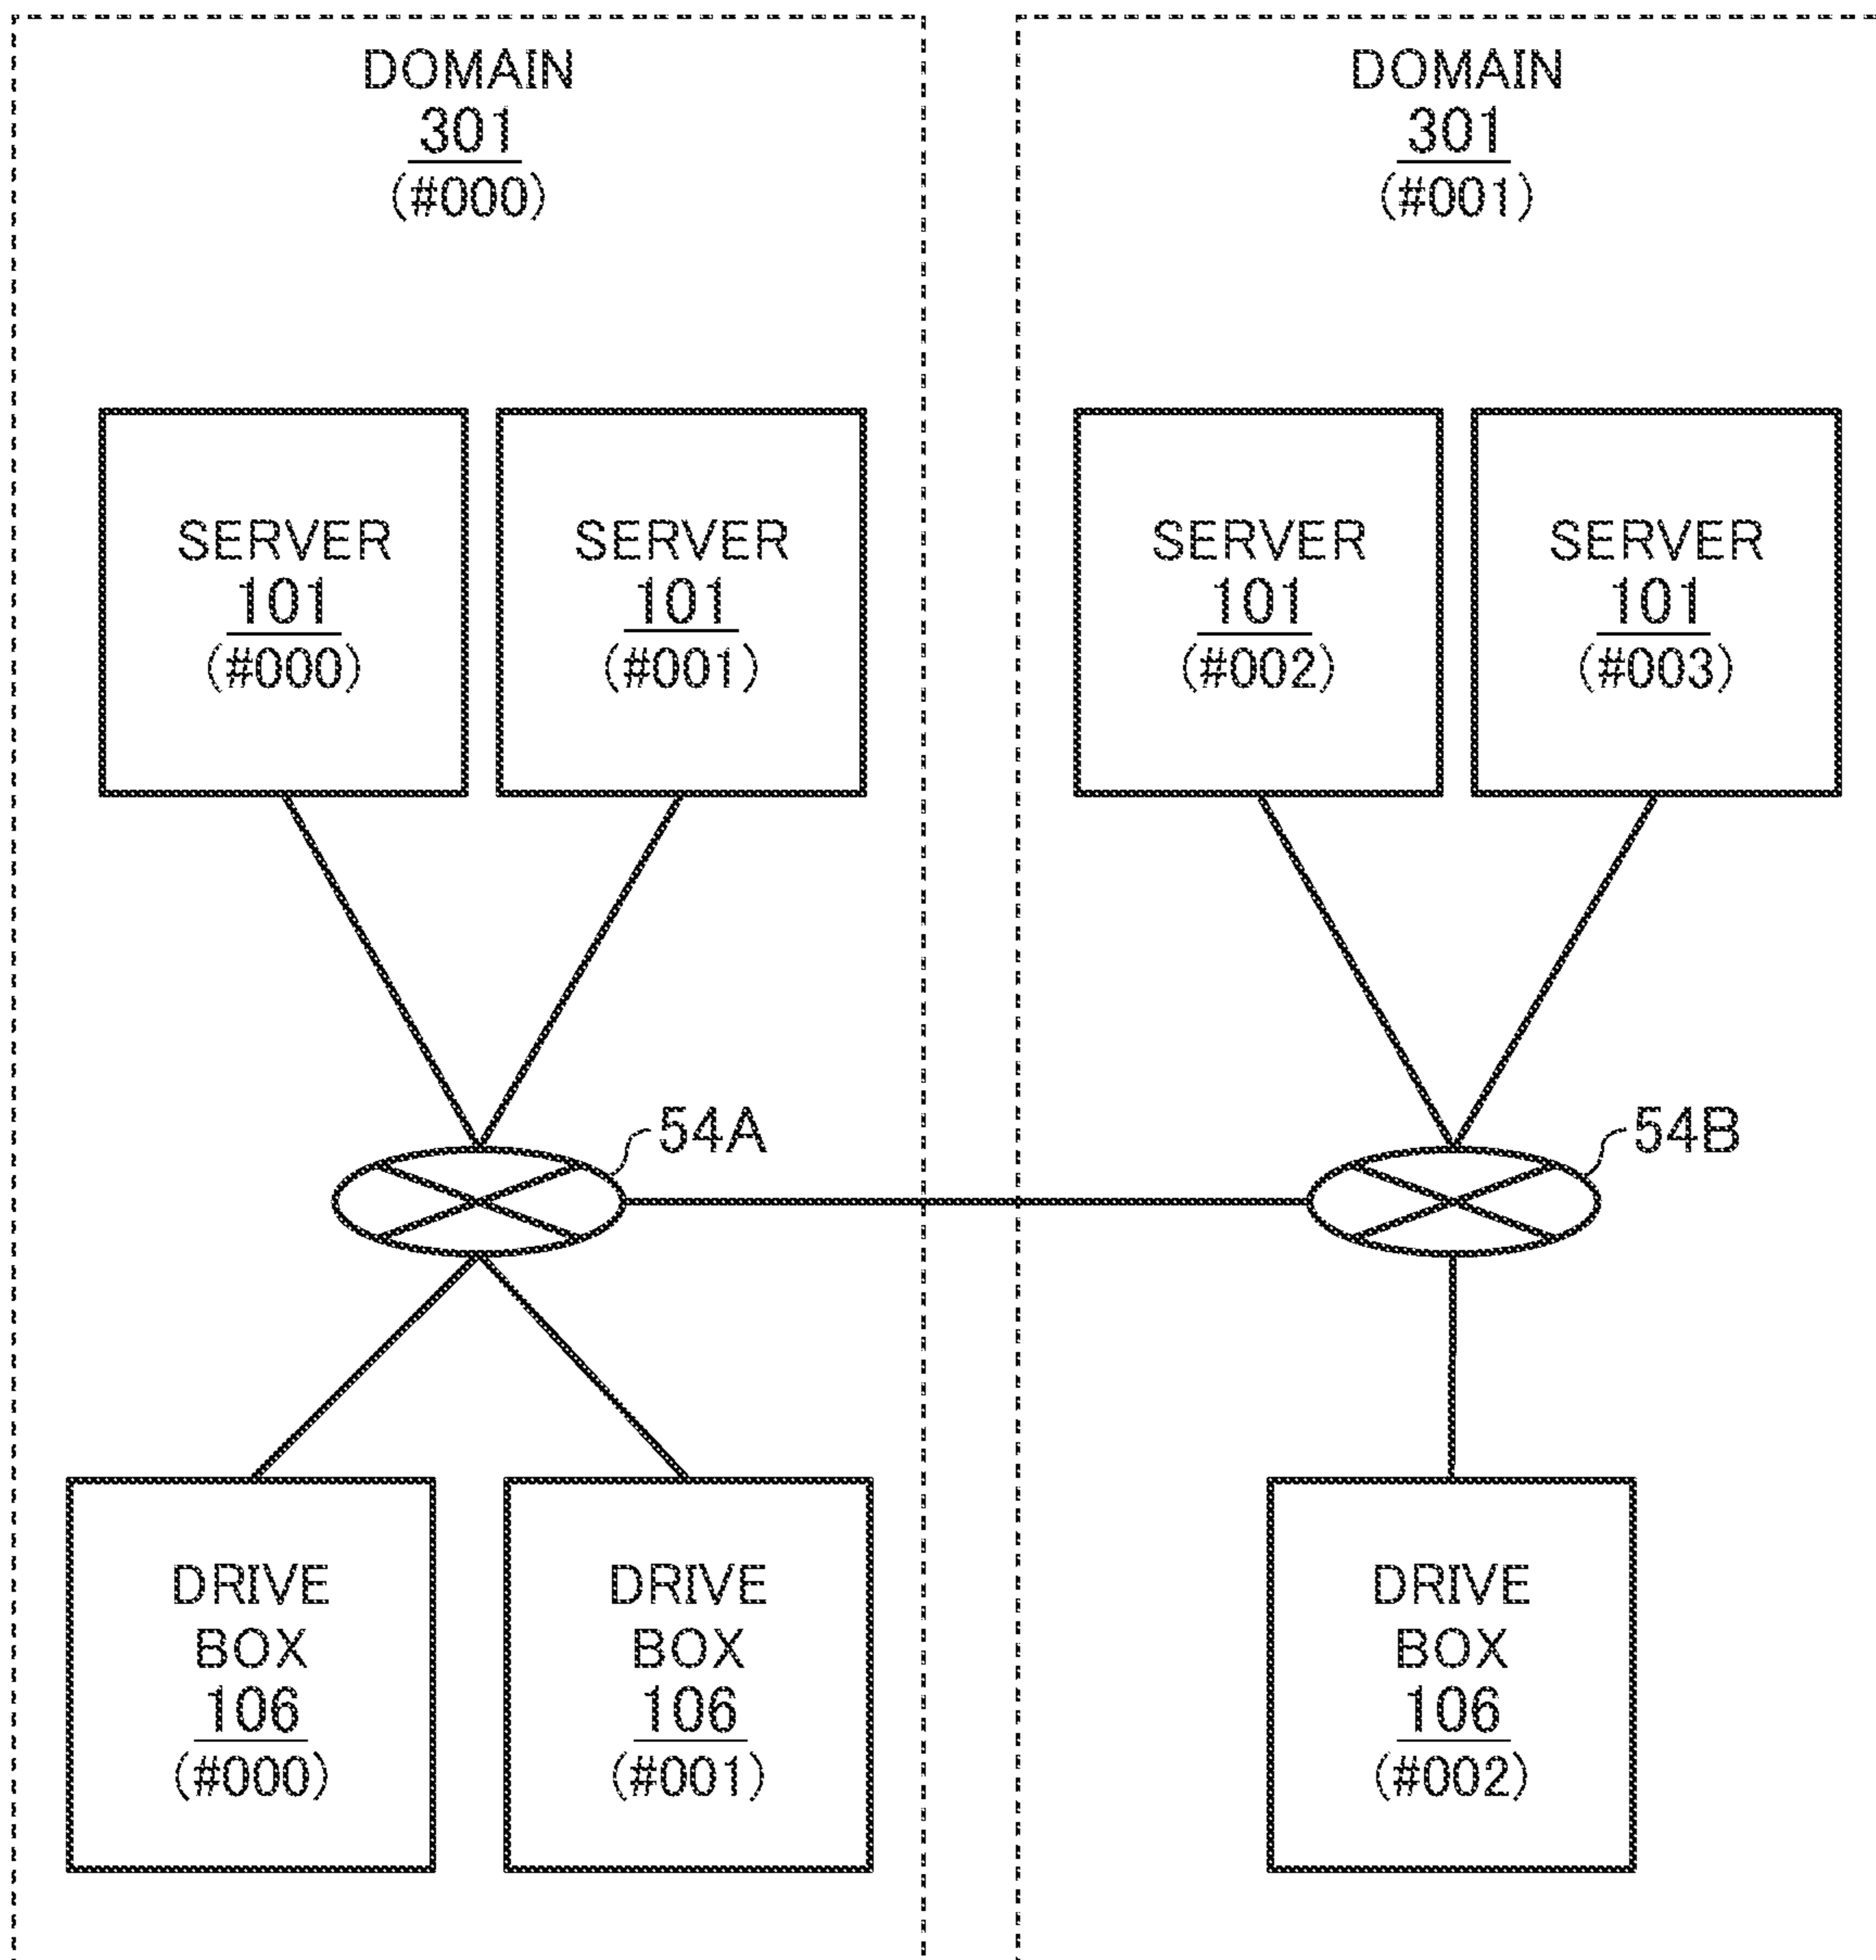 DOMAIN
301
(#000)
DOMAIN
301
(#001)
SERVER
101
(#000)
SERVER
101
(#001)
SERVER
101
(#002)
SERVER
101
(#003)
54A
54B
DRIVE
BOX
106
(#000)
DRIVE
BOX
106
(#001)
DRIVE
BOX
106
(#002)